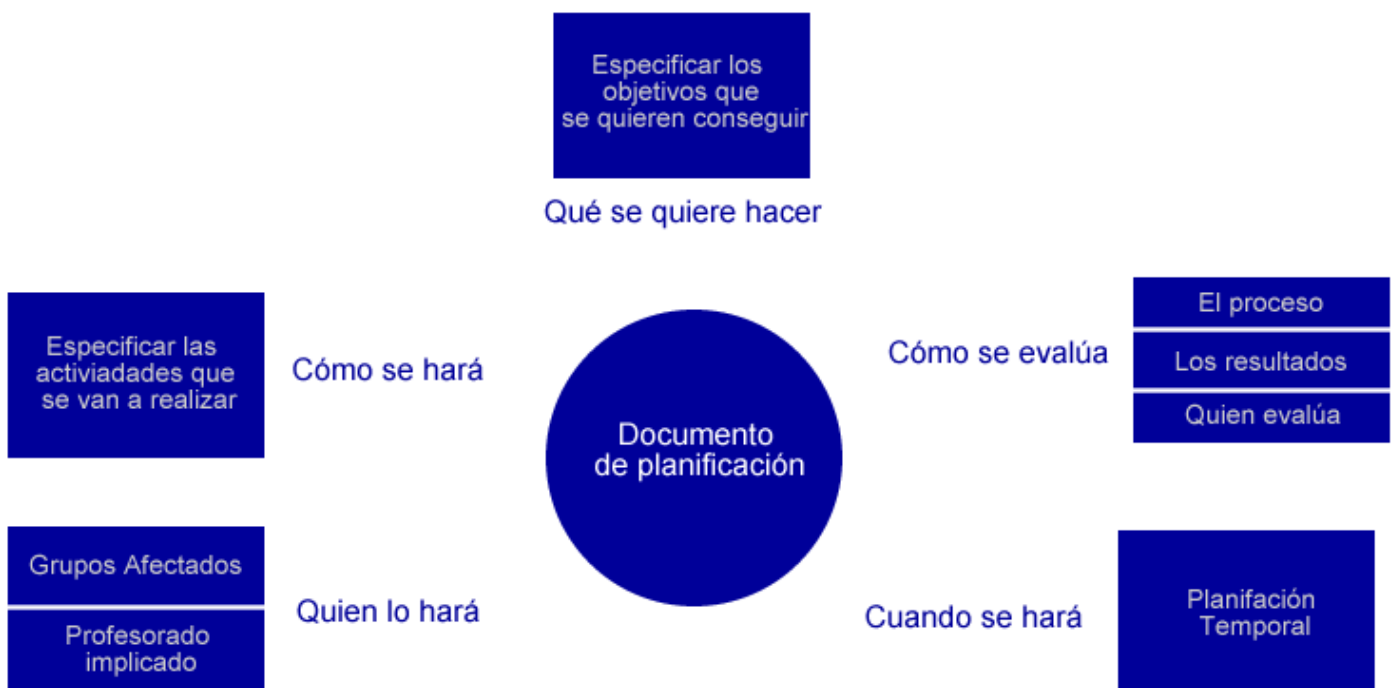 Especificar los
objetivos que
se quieren conseguir
Qué se quiere hacer
Especificar las
activiadades que
se van a realizar
Cómo se hará
Cómo se evalúa
El proceso
Los resultados
Quien evalúa
Documento
de planificación
Grupos Afectados
Profesorado
implicado
Quien lo hará
Cuando se hará
Planifación
Temporal